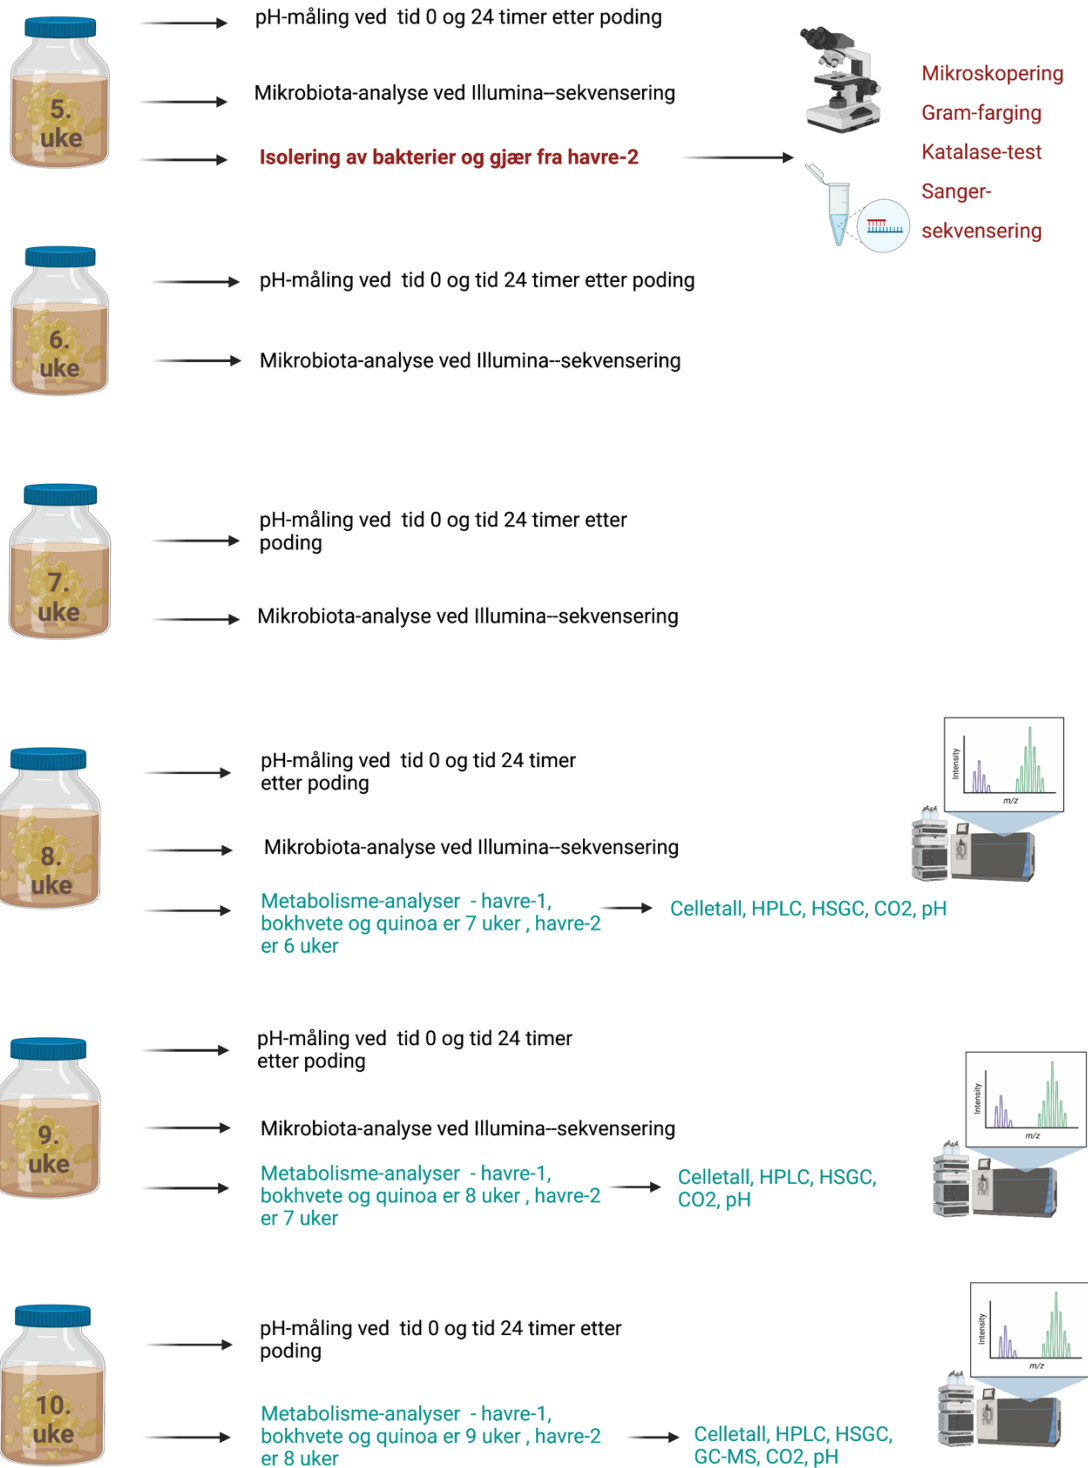 pH-måling ved tid 0 og 24 timer etter poding
5.
uke
Mikrobiota-analyse ved Illumina--sekvensering
Isolering av bakterier og gjær fra havre-2
Mikroskopering
Gram-farging
Katalase-test
Sanger-
sekvensering
6.
uke
pH-måling ved tid 0 og tid 24 timer etter poding
Mikrobiota-analyse ved Illumina--sekvensering
7.
uke
pH-måling ved tid 0 og tid 24 timer etter
poding
Mikrobiota-analyse ved Illumina--sekvensering
8.
uke
pH-måling ved tid 0 og tid 24 timer
etter poding
Mikrobiota-analyse ved Illumina--sekvensering
Metabolisme-analyser - havre-1,
bokhvete og quinoa er 7 uker , havre-2
er 6 uker
Celletall, HPLC, HSGC, CO2, pH
Intensity
m/z
9.
uke
pH-måling ved tid 0 og tid 24 timer
etter poding
Mikrobiota-analyse ved Illumina--sekvensering
Metabolisme-analyser - havre-1,
bokhvete og quinoa er 8 uker , havre-2
er 7 uker
Celletall, HPLC, HSGC,
CO2, pH
Intensity
m/z
10.
uke
pH-måling ved tid 0 og tid 24 timer etter
poding
Metabolisme-analyser - havre-1,
bokhvete og quinoa er 9 uker , havre-2
er 8 uker
Celletall, HPLC, HSGC,
GC-MS, CO2, pH
Intensity
m/z